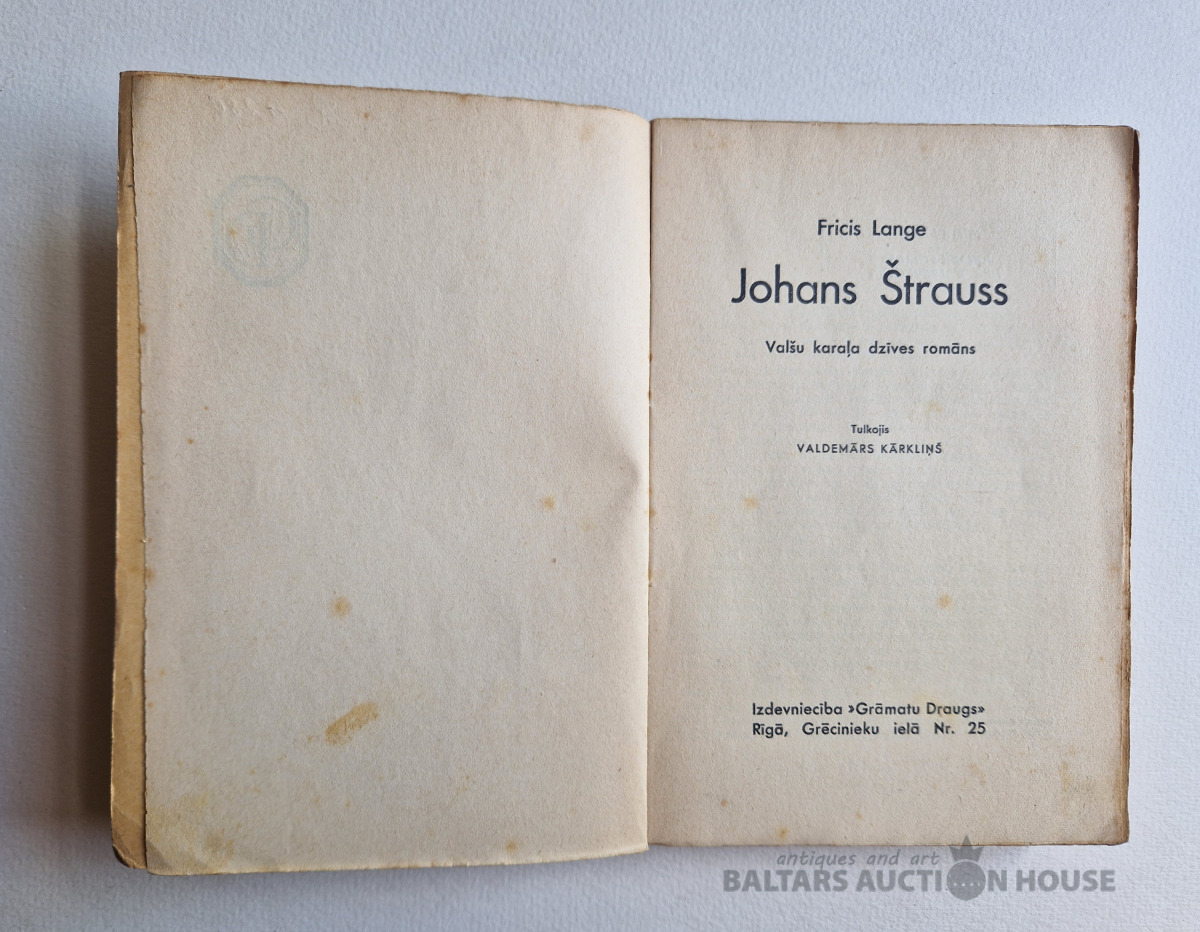 Fricis Lange
Johans Štrauss
Valšu karaļa dzīves romāns
Tulkojis
VALDEMĀRS KĀRKLIŅŠ
Izdevniecība »Grāmatu Draugs«
Rīgā, Grēcinieku ielā Nr. 25
antiques and art
BALTARS AUCTION HOUSE